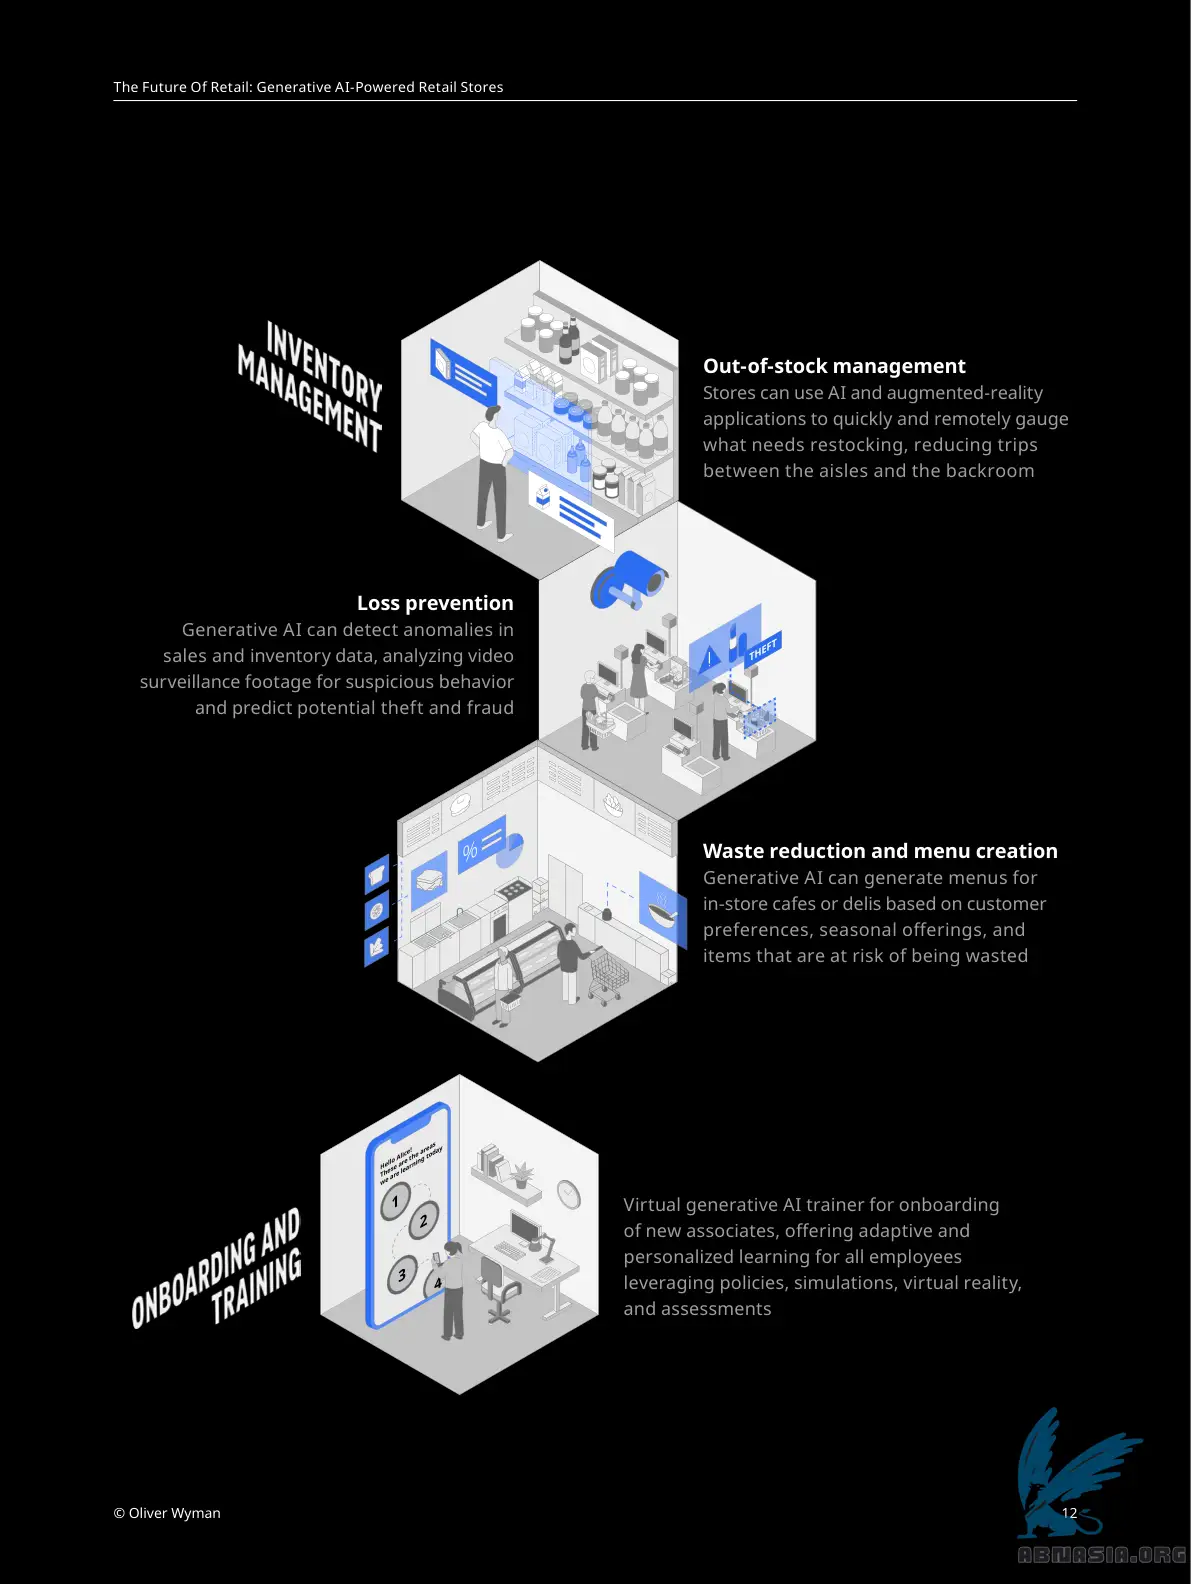 The Future Of Retail: Generative AI-Powered Retail Stores
INVENTORY
MANAGEMENT
Out-of-stock management
Stores can use AI and augmented-reality
applications to quickly and remotely gauge
what needs restocking, reducing trips
between the aisles and the backroom
Loss prevention
Generative AI can detect anomalies in
sales and inventory data, analyzing video
surveillance footage for suspicious behavior
and predict potential theft and fraud
THEFT
%
Waste reduction and menu creation
Generative AI can generate menus for
in-store cafes or delis based on customer
preferences, seasonal offerings, and
items that are at risk of being wasted
ONBOARDING AND
TRAINING
Hello Alice!
These are the areas
we are learning today
1
2
3
4
Virtual generative AI trainer for onboarding
of new associates, offering adaptive and
personalized learning for all employees
leveraging policies, simulations, virtual reality,
and assessments
© Oliver Wyman
12
ABNASIA.ORG